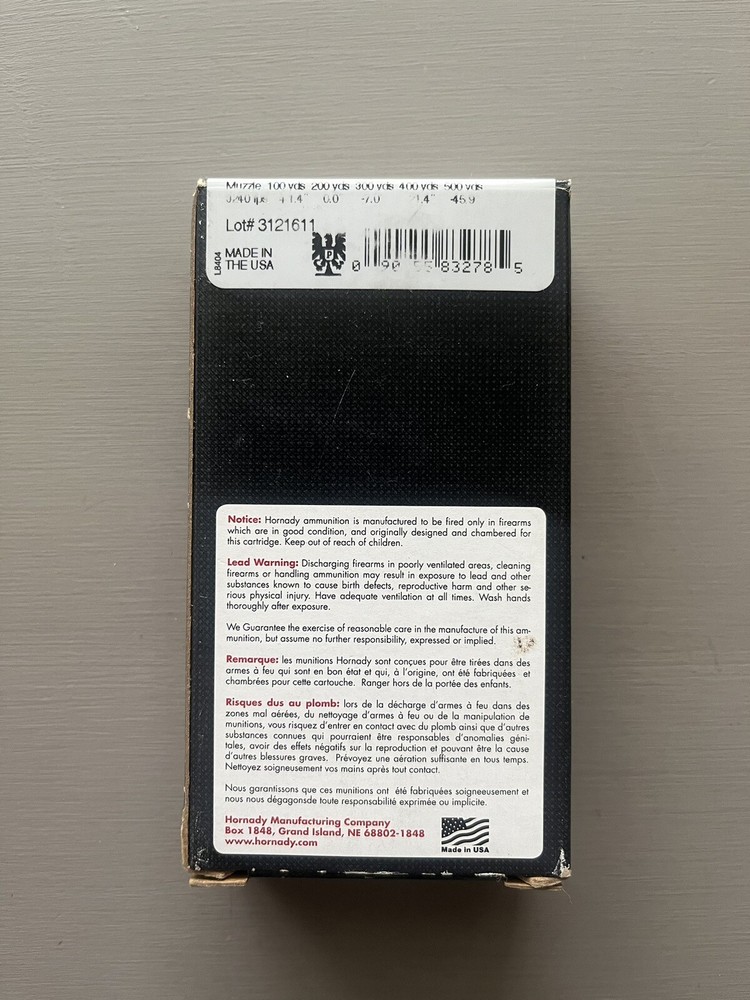 Muzzle 100 yds 200 yds 300 yds 400 yds 500 yds
0.0 -7.0 -45.9
Lot# 3121611
L8404
MADE IN
THE USA
P
0 90 83278 5
Notice: Hornady ammunition is manufactured to be fired only in firearms
which are in good condition, and originally designed and chambered for
this cartridge. Keep out of reach of children.
Lead Warning: Discharging firearms in poorly ventilated areas, cleaning
firearms or handling ammunition may result in exposure to lead and other
substances known to cause birth defects, reproductive harm and other se-
rious physical injury. Have adequate ventilation at all times. Wash hands
thoroughly after exposure.
We Guarantee the exercise of reasonable care in the manufacture of this am-
munition, but assume no further responsibility, expressed or implied.
Remarque: les munitions Hornady sont conçues pour être tirées dans des
armes à feu qui sont en bon état et qui, à l'origine, ont été fabriquées et
chambrées pour cette cartouche. Ranger hors de la portée des enfants.
Risques dus au plomb: lors de la décharge d'armes à feu dans des
zones mal aérées, du nettoyage d'armes à feu ou de la manipulation de
munitions, vous risquez d'entrer en contact avec du plomb ainsi que d'autres
substances connues qui pourraient être responsables d'anomalies géni-
tales, avoir des effets négatifs sur la reproduction et pouvant être la cause
d'autres blessures graves. Prévoyez une aération suffisante en tous temps.
Nettoyez soigneusement vos mains après tout contact.
Nous garantissons que ces munitions ont été fabriquées soigneeusement et
nous nous dégagonsde toute responsabilité exprimée ou implicite.
Hornady Manufacturing Company
Box 1848, Grand Island, NE 68802-1848
www.hornady.com
Made in USA